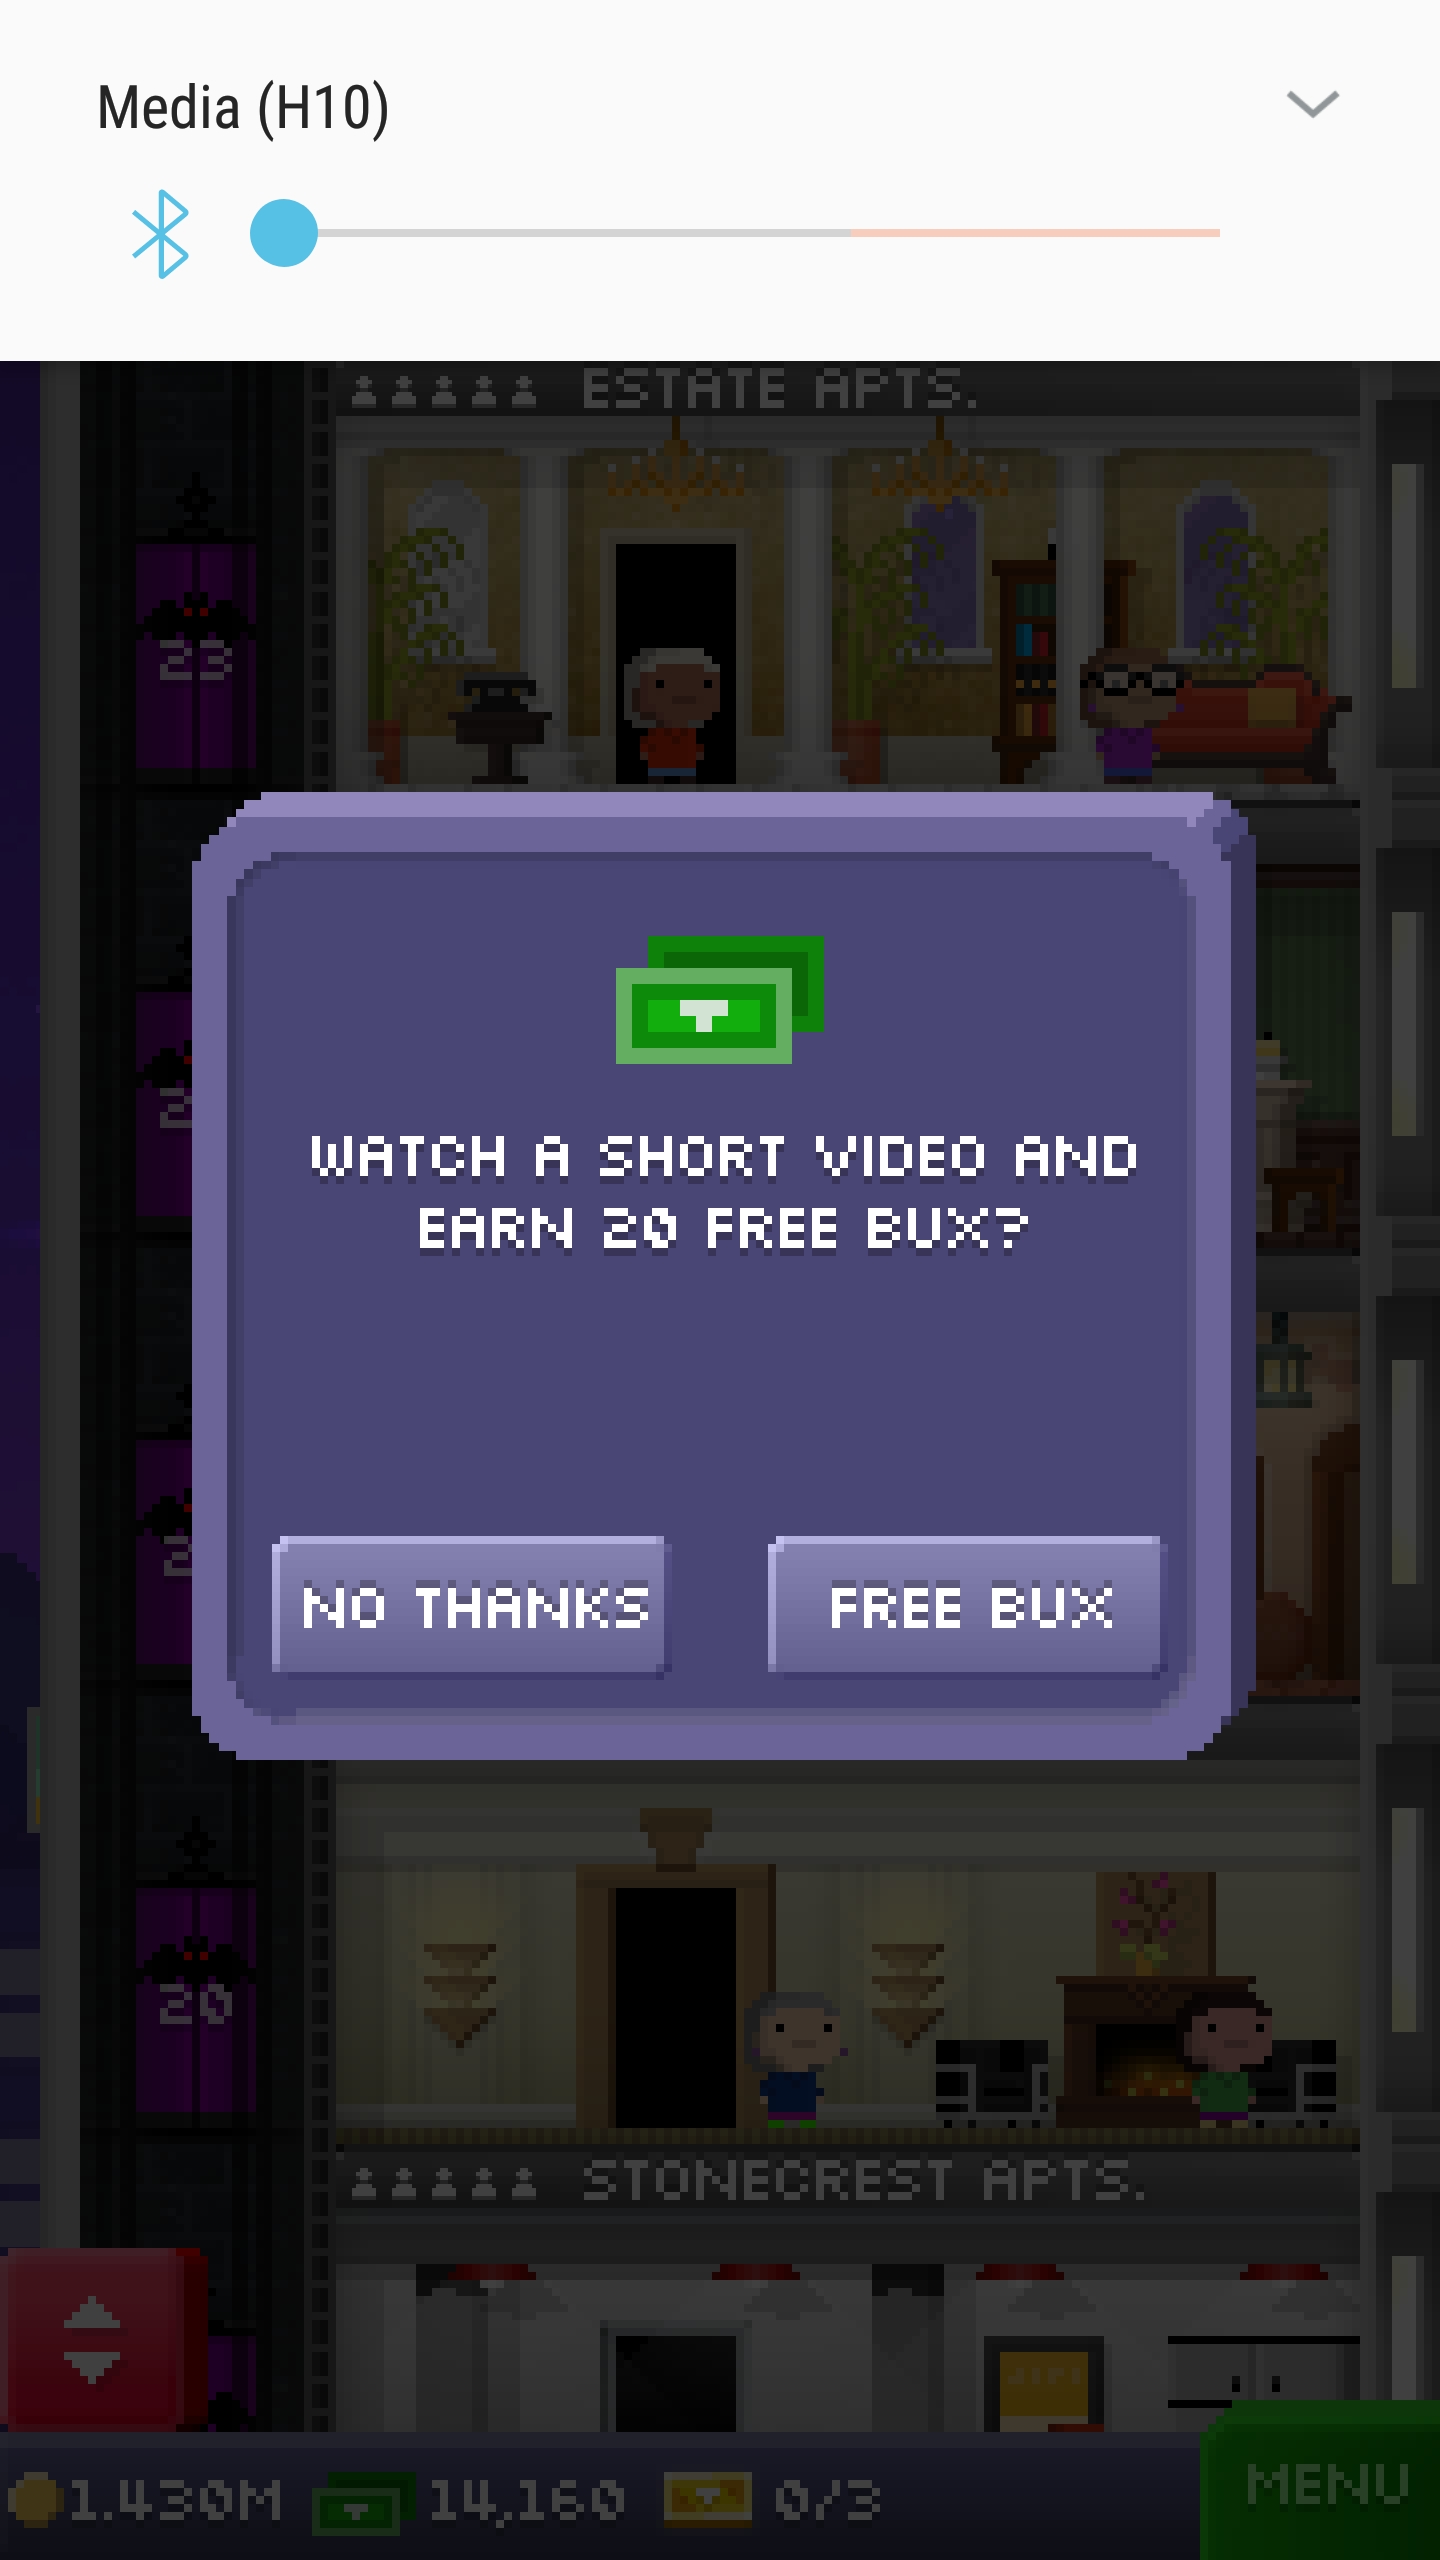 Media (H10)
ESTATE APTS.
23
WATCH A SHORT VIDEO AND
EARN 20 FREE BUX?
NO THANKS
FREE BUX
20
STONECREST APTS.
1.430M
14,160
0/3
MENU